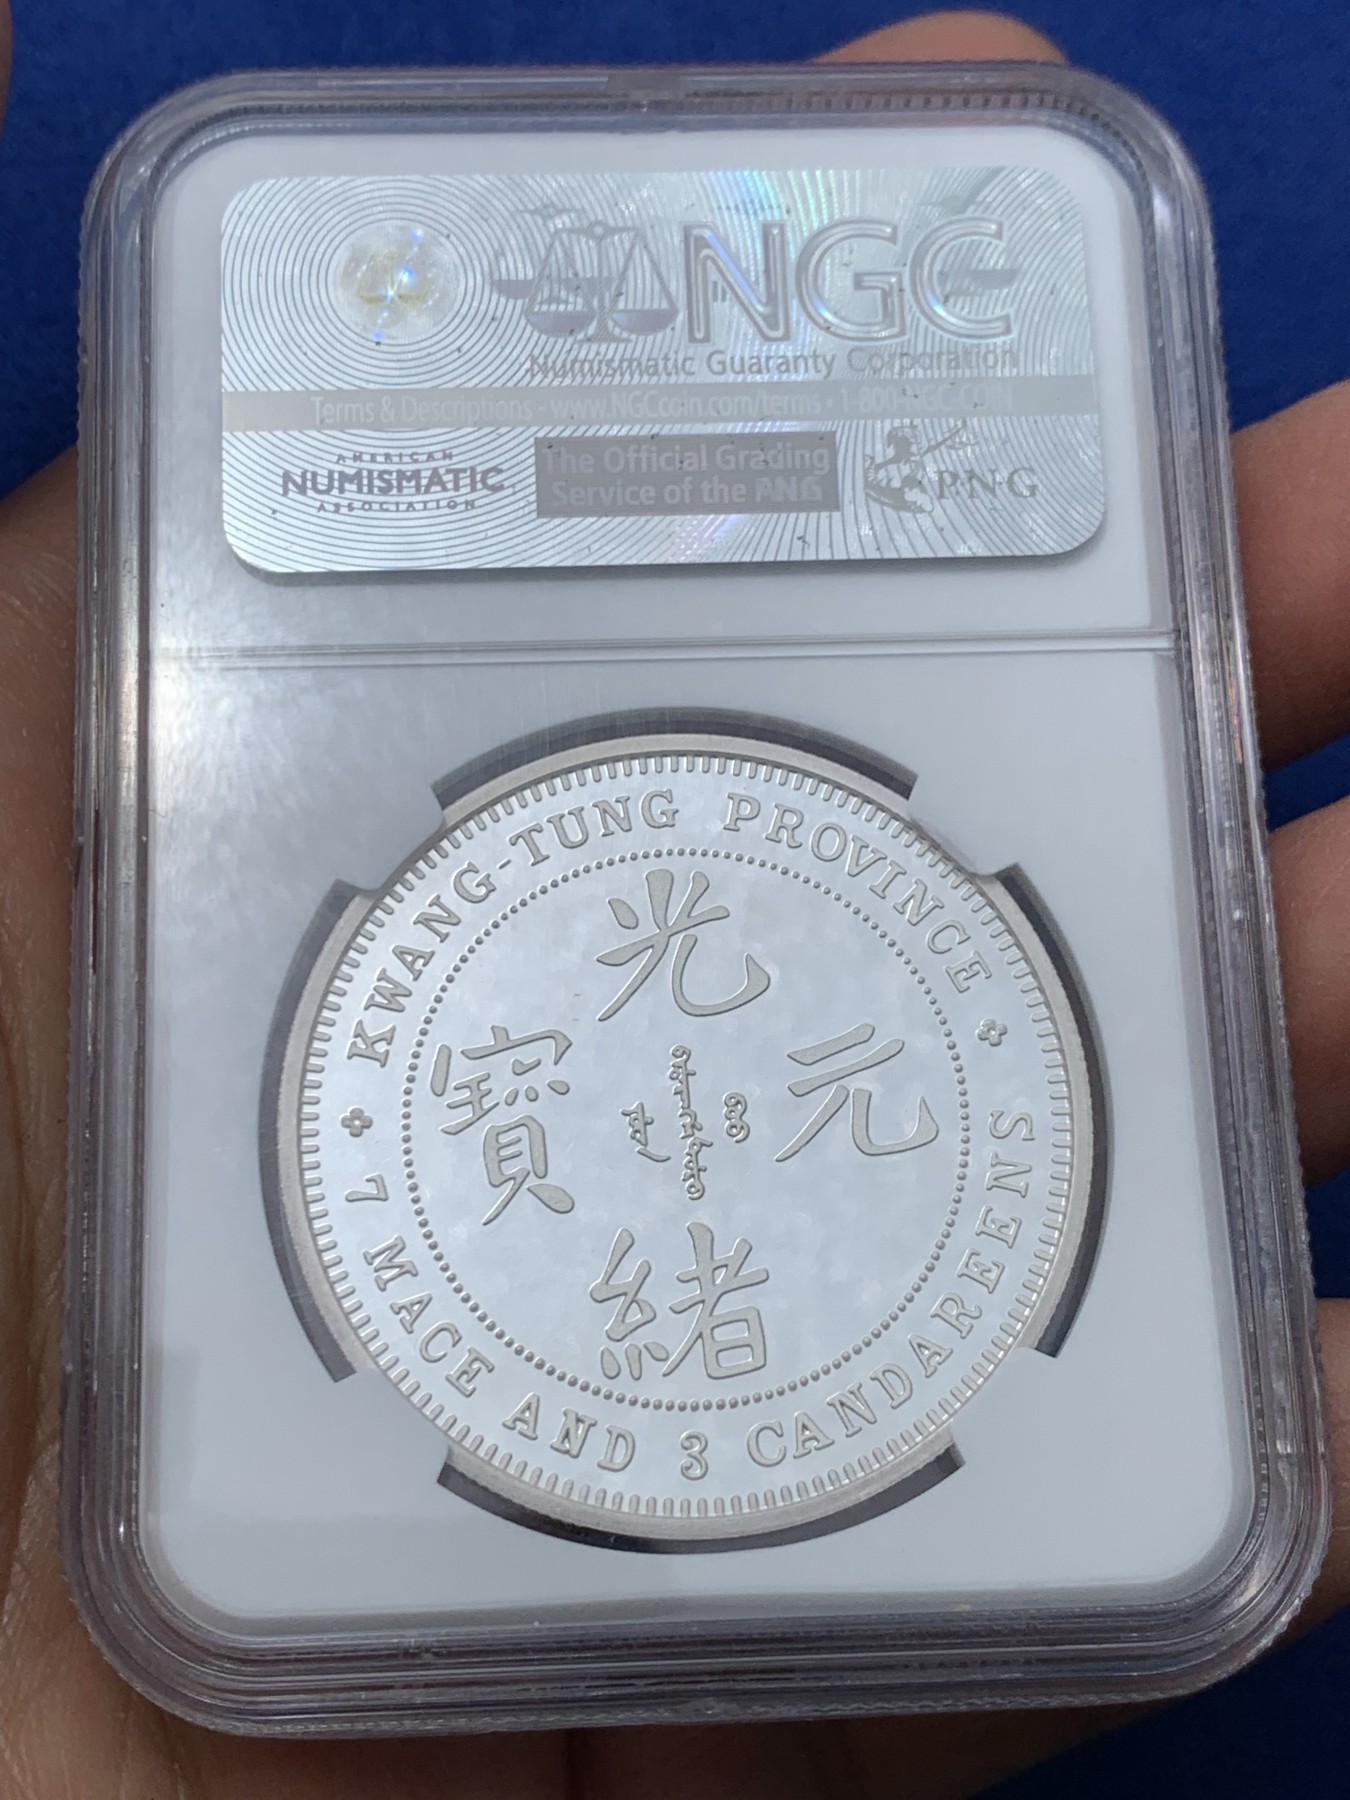 NGC
Numismatic Guaranty Corporation
Terms & Descriptions - www.NGCcoin.com/terms • 1-800-NGC-COIN
AMERICAN
NUMISMATIC
ASSOCIATION
The Official Grading
Service of the
PNG
KWANG-TUNG PROVINCE
光
元
緒
寶
7 MACE AND 3 CANDAREENS